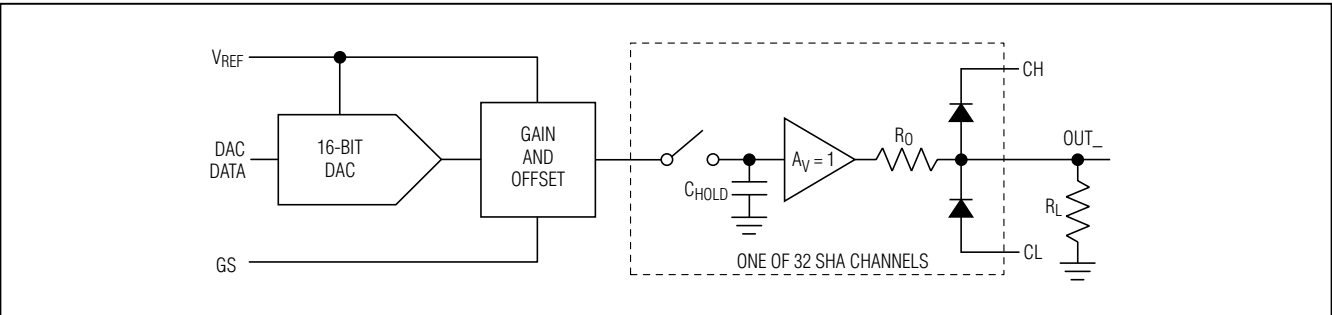 VREF
DAC
DATA
16-BIT
DAC
GAIN
AND
OFFSET
GS
CHOLD
AV = 1
RO
CH
OUT_
RL
CL
ONE OF 32 SHA CHANNELS